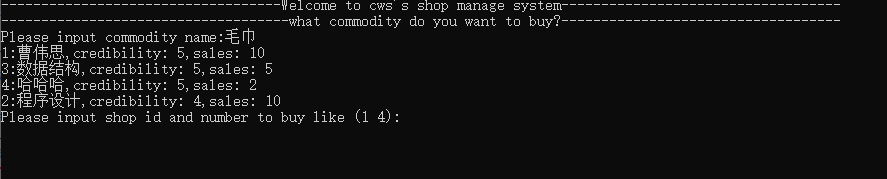 -----------------------------------Welcome to cws's shop manage system-----------------------------------
------------------------------------what commodity do you want to buy?-----------------------------------
Please input commodity name:毛巾
1:曹伟思,credibility: 5,sales: 10
3:数据结构,credibility: 5,sales: 5
4:哈哈哈,credibility: 5,sales: 2
2:程序设计,credibility: 4,sales: 10
Please input shop id and number to buy like (1 4):